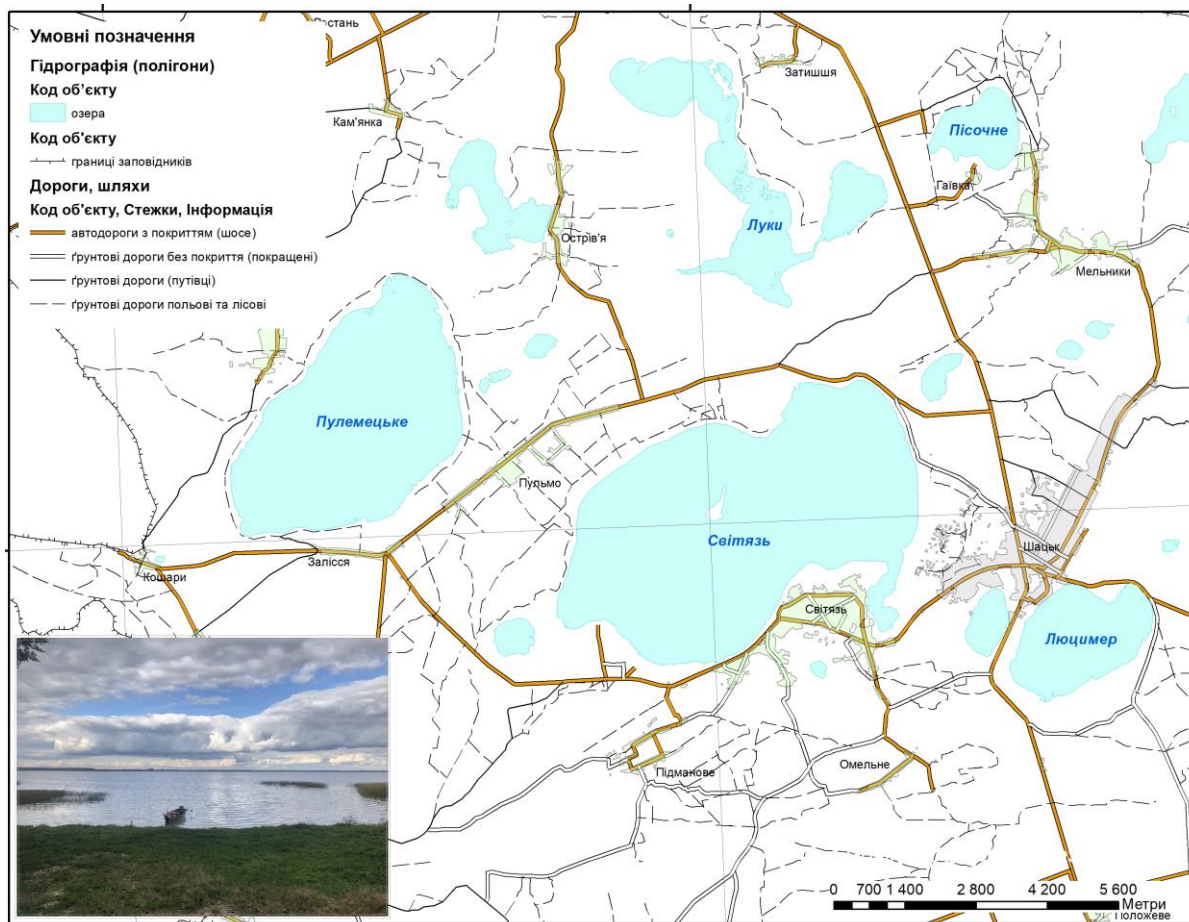 Умовні позначення
Гідрографія (полігони)
Код об'єкту
озера
Код об'єкту
границі заповідників
Дороги, шляхи
Код об'єкту, Стежки, Інформація
автодороги з покриттям (шосе)
ґрунтові дороги без покриття (покращені)
ґрунтові дороги (путівці)
ґрунтові дороги польові та лісові
Затишшя
Кам'янка
Пісочне
Гаївка
Луки
Острів'я
Мельники
Пулемецьке
Пульмо
Світязь
Шацьк
Залісся
Кошари
Світязь
Люцимер
Омельне
Підманове
0 700 1 400 2 800 4 200 5 600
Метри